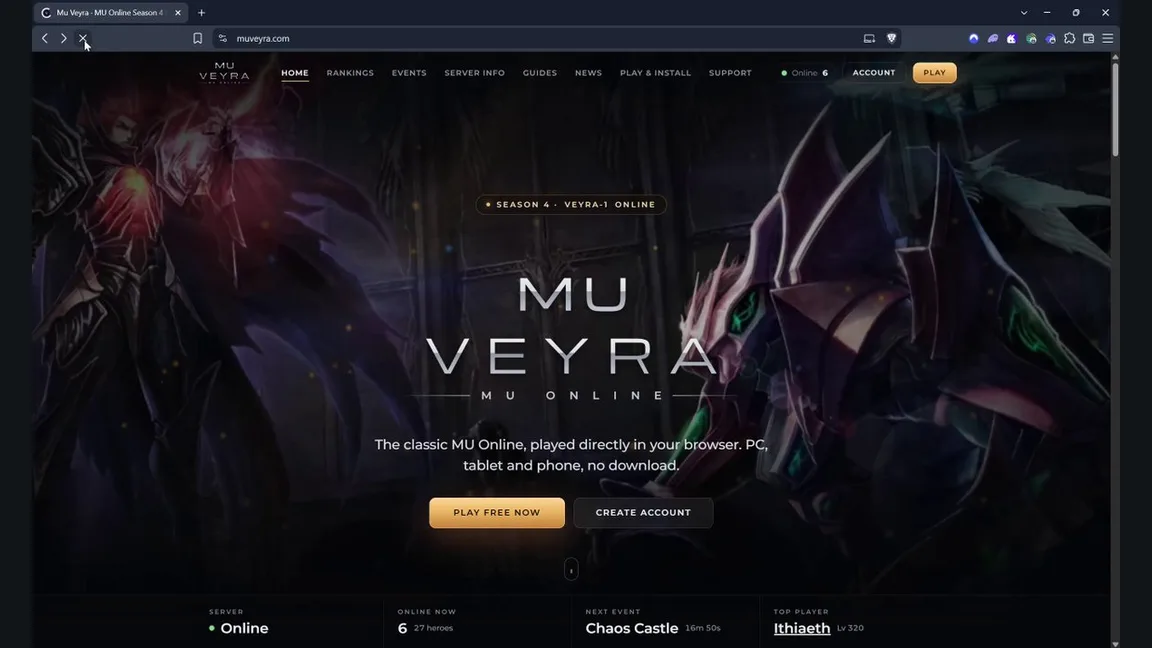 Mu Veyra - MU Online Season 4
muveyra.com
MU
VEYRA
HOME
RANKINGS
EVENTS
SERVER INFO
GUIDES
NEWS
PLAY & INSTALL
SUPPORT
Online 6
ACCOUNT
PLAY
SEASON 4 · VEYRA-1 ONLINE
MU
VEYRA
MU ONLINE
The classic MU Online, played directly in your browser. PC,
tablet and phone, no download.
PLAY FREE NOW
CREATE ACCOUNT
SERVER
Online
ONLINE NOW
6 27 heroes
NEXT EVENT
Chaos Castle 16m 50s
TOP PLAYER
Ithiaeth Lv 320